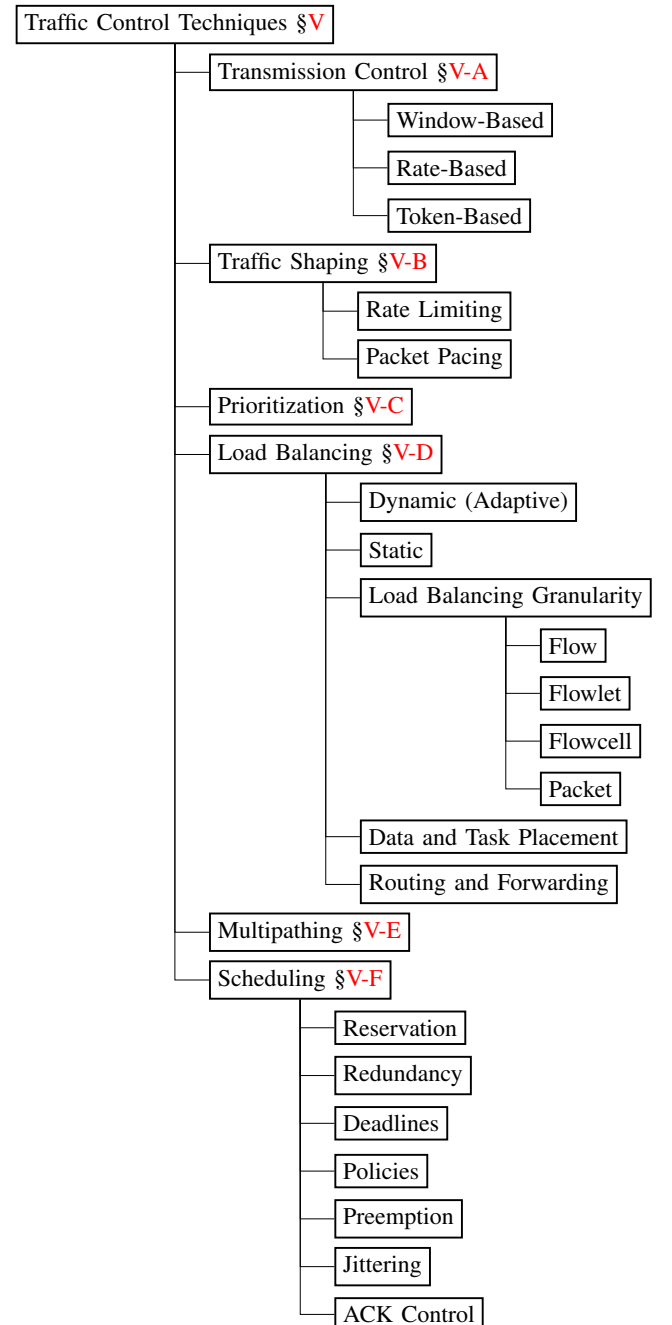 Traffic Control Techniques §V
Transmission Control §V-A
Window-Based
Rate-Based
Token-Based
Traffic Shaping §V-B
Rate Limiting
Packet Pacing
Prioritization §V-C
Load Balancing §V-D
Dynamic (Adaptive)
Static
Load Balancing Granularity
Flow
Flowlet
Flowcell
Packet
Data and Task Placement
Routing and Forwarding
Multipathing §V-E
Scheduling §V-F
Reservation
Redundancy
Deadlines
Policies
Preemption
Jittering
ACK Control